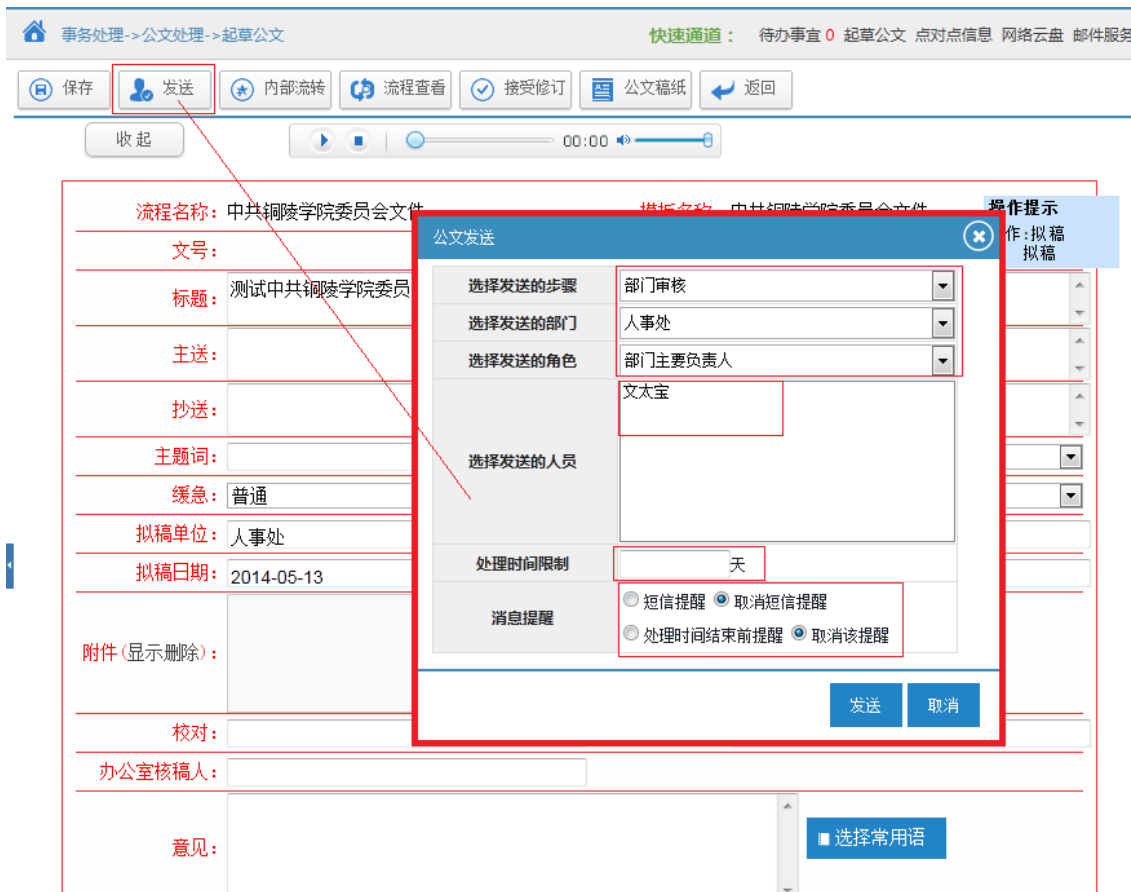 事务处理->公文处理->起草公文
快速通道： 待办事宜 0 起草公文 点对点信息 网络云盘 邮件服务
保存 发送 内部流转 流程查看 接受修订 公文稿纸 返回
收起 00:00
流程名称：中共铜陵学院委员会文件
操作提示
作:拟稿
拟稿
文号：
标题：测试中共铜陵学院委员
主送：
抄送：
主题词：
缓急：普通
拟稿单位：人事处
拟稿日期：2014-05-13
附件(显示删除)：
校对：
办公室核稿人：
意见：
选择常用语
公文发送
选择发送的步骤 部门审核
选择发送的部门 人事处
选择发送的角色 部门主要负责人
选择发送的人员 文太宝
处理时间限制 天
消息提醒 短信提醒 取消短信提醒
处理时间结束前提醒 取消该提醒
发送 取消